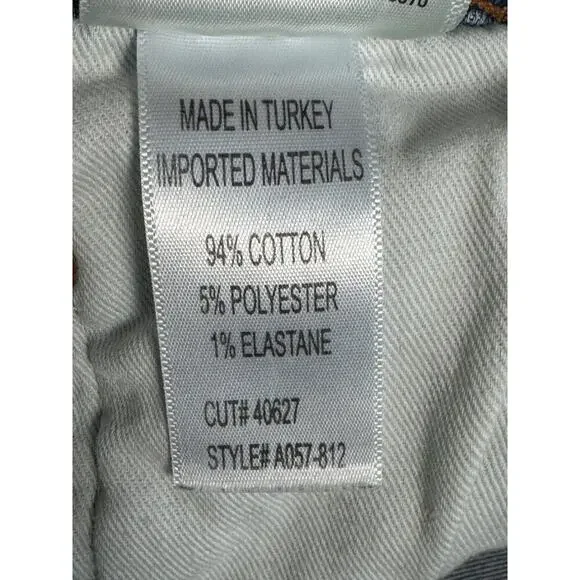 MADE IN TURKEY
IMPORTED MATERIALS
94% COTTON
5% POLYESTER
1% ELASTANE
CUT# 40627
STYLE# A057-812